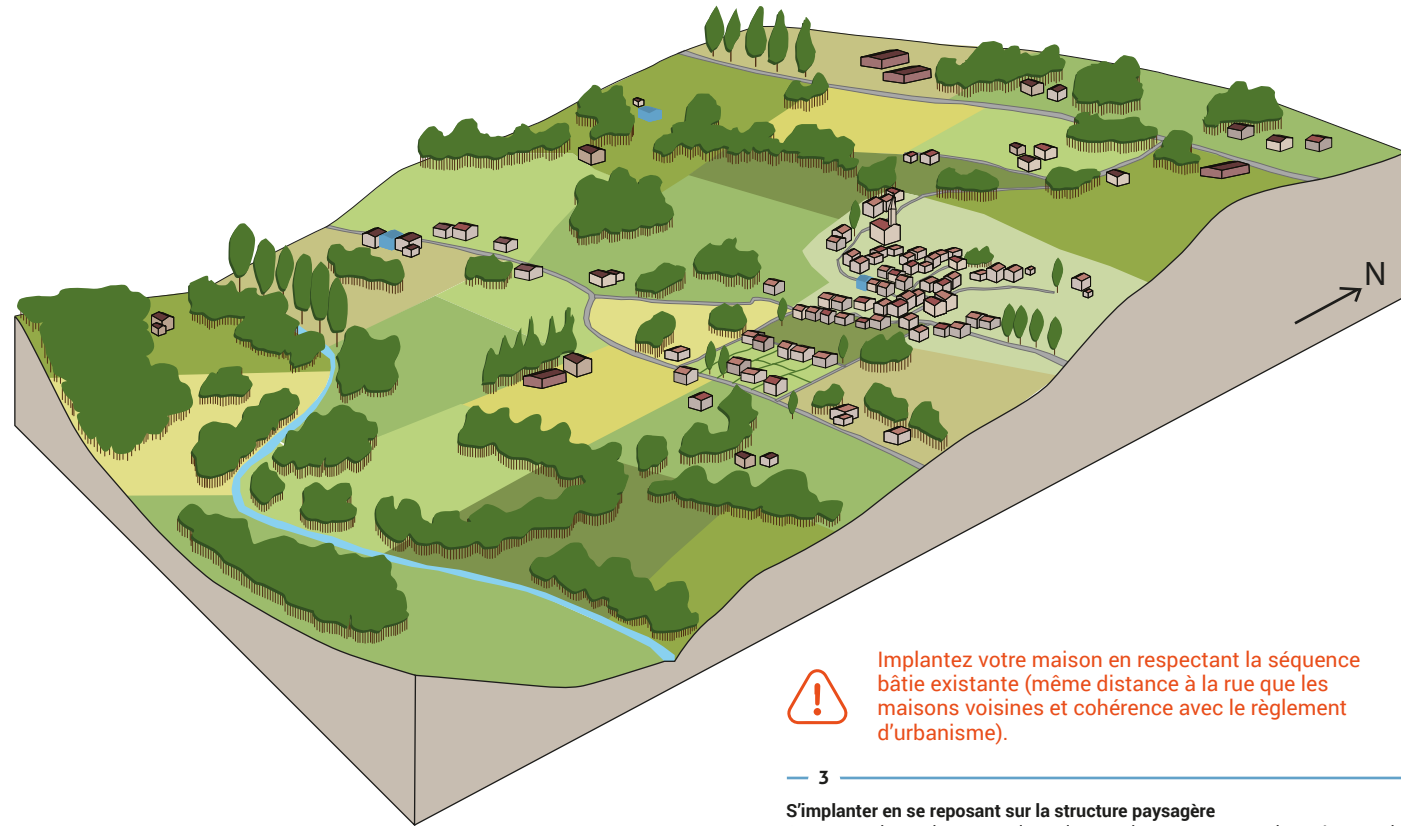 N
Implantez votre maison en respectant la séquence
bâtie existante (même distance à la rue que les
maisons voisines et cohérence avec le règlement
d'urbanisme).
3
S'implanter en se reposant sur la structure paysagère